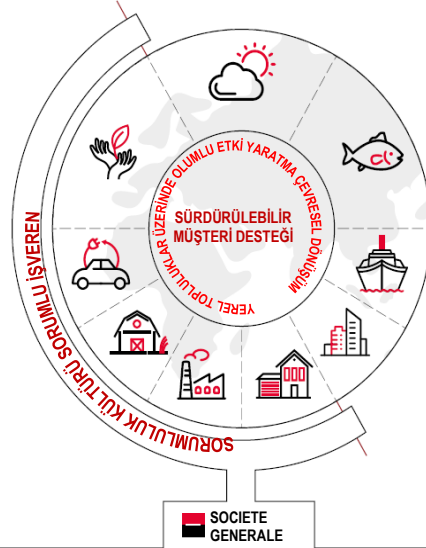 YEREL TOPLULUKLAR ÜZERİNDE OLUMLU ETKİ YARATMA ÇEVRESEL DÖNÜŞÜM
SÜRDÜRÜLEBİLİR
MÜŞTERİ DESTEĞİ
SORUMLULUK KÜLTÜRÜ SORUMLU İŞVEREN
SOCIETE
GENERALE